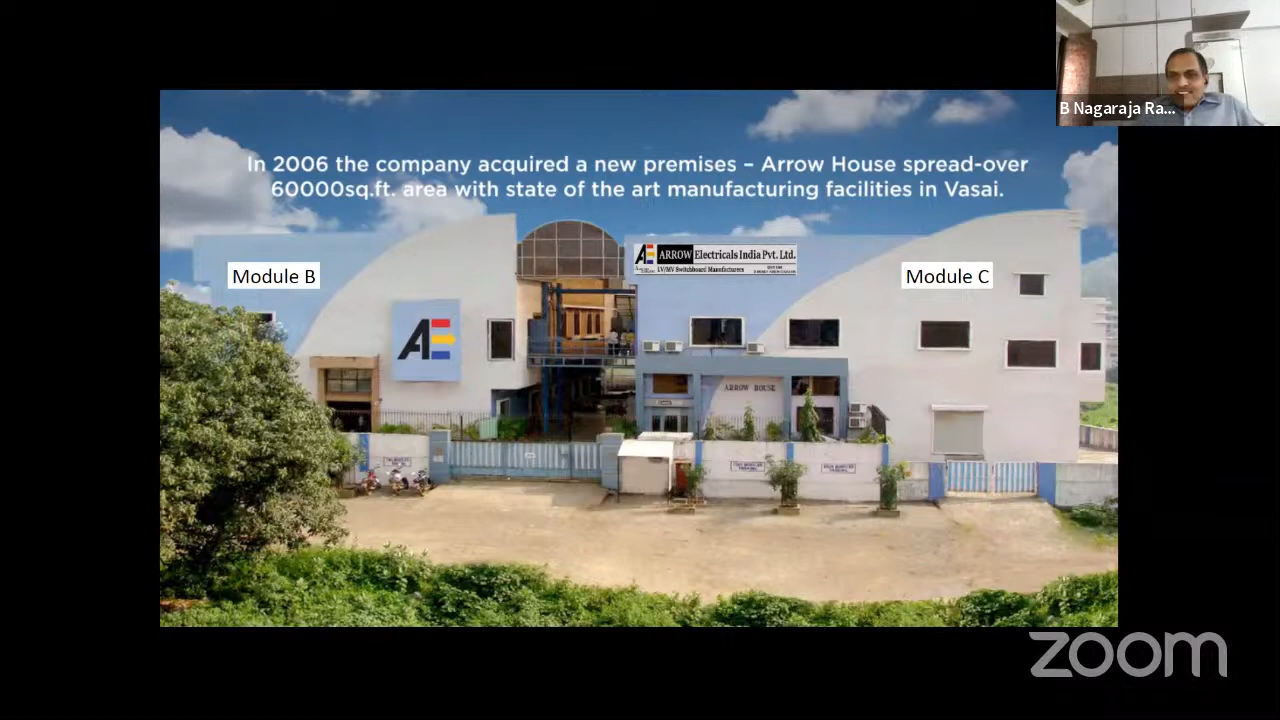 B Nagaraja Ra...
In 2006 the company acquired a new premises – Arrow House spread-over
60000sq.ft. area with state of the art manufacturing facilities in Vasai.
AE ARROW Electricals India Pvt. Ltd.
LV/MV Switchboard Manufacturers
Module B
Module C
AE
ARROW HOUSE
zoom